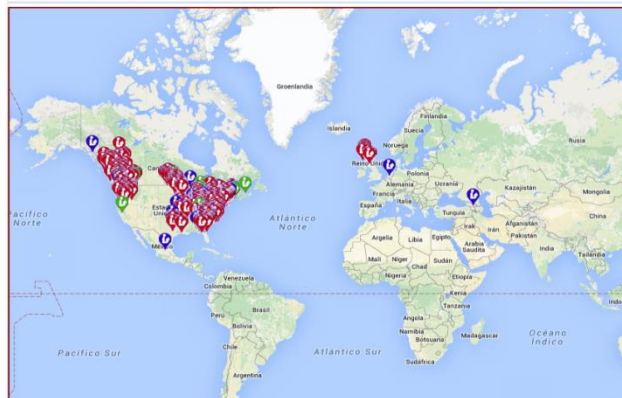 Groenlandia
Islandia
Finlandia
Suecia
Noruega
Rusia
Reino Unido
Polonia
Alemania
Ucrania
Kazajistán
Mongolia
Francia
Italia
España
Turquía
China
Afganistán
Irak
Irán
Pakistán
Argelia
Libia
Egipto
Arabia
Saudita
India
Tailandia
Mali
Níger
Chad
Sudán
Nigeria
Etiopía
Kenia
Tanzania
Angola
Namibia
Botsuana
Madagascar
Sudáfrica
Océano
Índico
Atlántico
Norte
Atlántico Sur
Pacífico
Norte
Pacífico Sur
Estados
México
Venezuela
Colombia
Perú
Brasil
Bolivia
Chile
Argentina